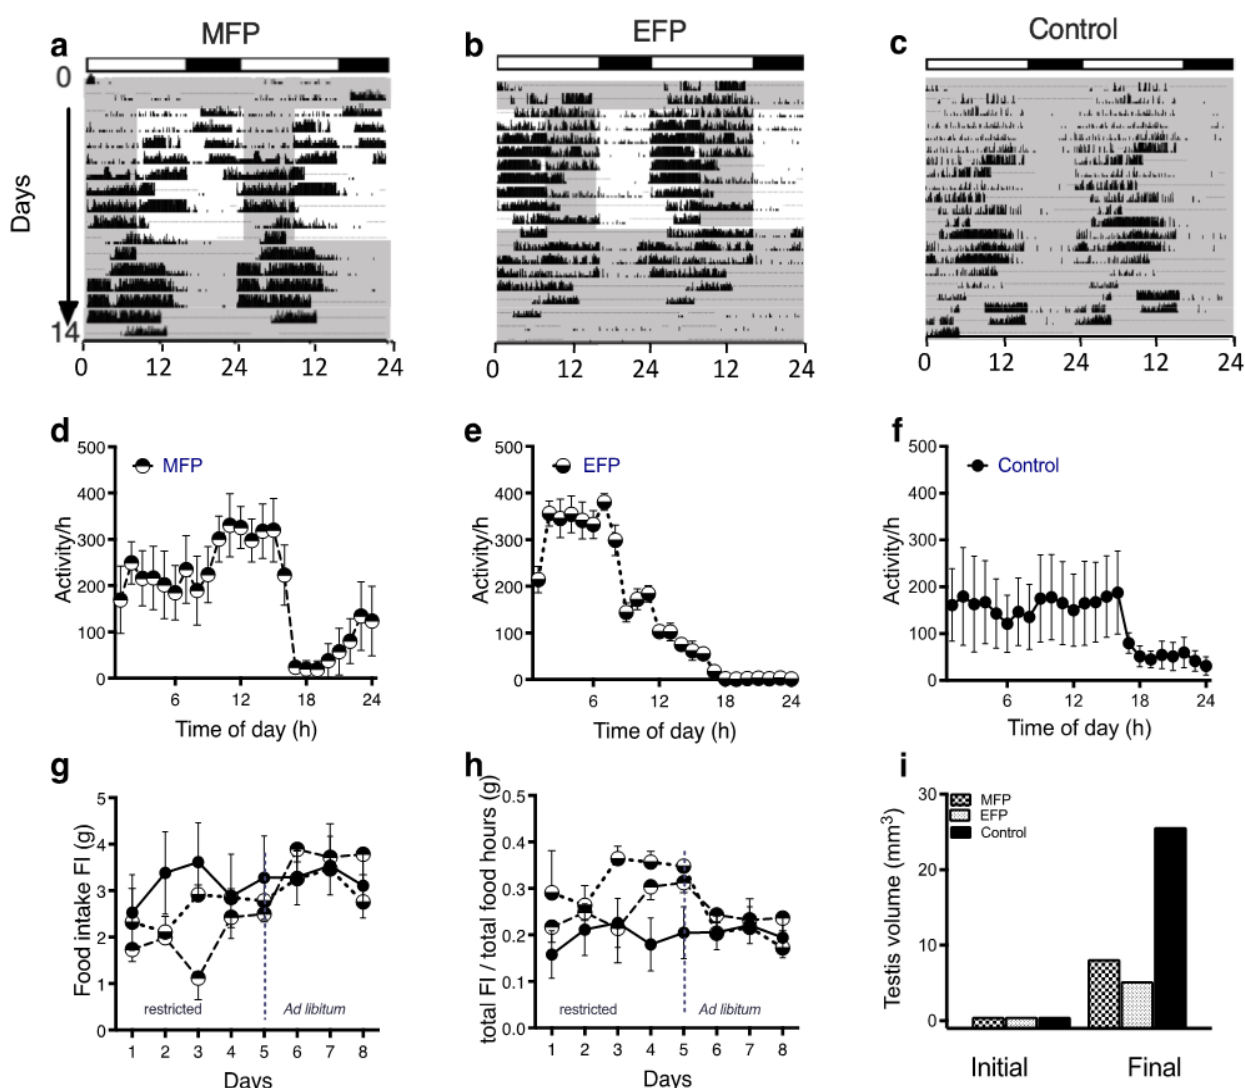 a
MFP
b
EFP
c
Control
0
Days
14
0 12 24 12 24
0 12 24 12 24
0 12 24 12 24
d
500
400
300
200
100
0
Activity/h
MFP
6 12 18 24
Time of day (h)
e
500
400
300
200
100
0
Activity/h
EFP
6 12 18 24
Time of day (h)
f
500
400
300
200
100
0
Activity/h
Control
6 12 18 24
Time of day (h)
g
5
4
3
2
1
0
Food intake FI (g)
restricted
Ad libitum
1 2 3 4 5 6 7 8
Days
h
0.5
0.4
0.3
0.2
0.1
0.0
total FI / total food hours (g)
restricted
Ad libitum
1 2 3 4 5 6 7 8
Days
i
30
20
10
0
Testis volume (mm³)
MFP
EFP
Control
Initial
Final